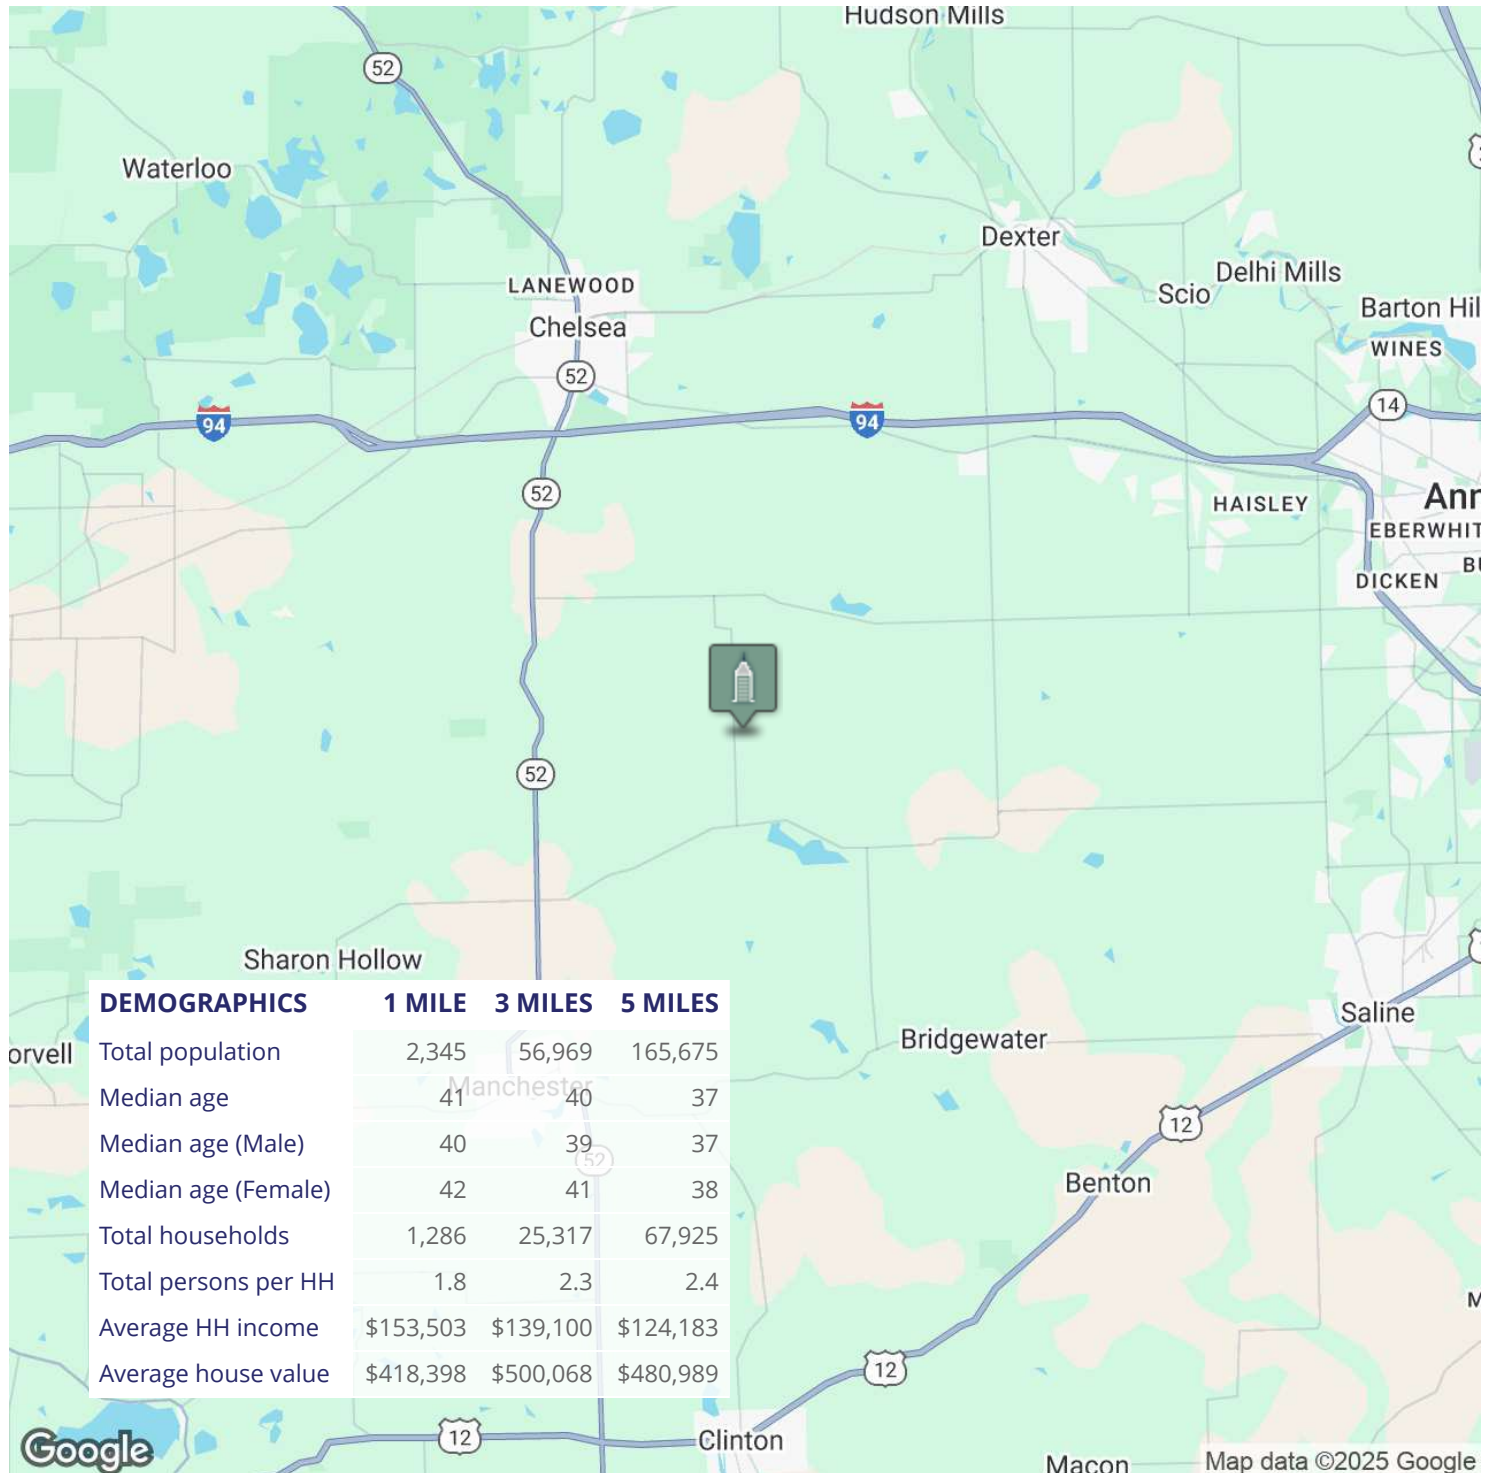 Hudson Mills
52
Waterloo
Dexter
Delhi Mills
LANEWOOD
Scio
Barton Hil
Chelsea
WINES
52
94
94
14
52
Ann
HAISLEY
EBERWHIT
DICKEN
52
Sharon Hollow
Saline
orvell
Bridgewater
Manchester
52
12
Benton
DEMOGRAPHICS 1 MILE 3 MILES 5 MILES
Total population 2,345 56,969 165,675
Median age 41 40 37
Median age (Male) 40 39 37
Median age (Female) 42 41 38
Total households 1,286 25,317 67,925
Total persons per HH 1.8 2.3 2.4
Average HH income $153,503 $139,100 $124,183
Average house value $418,398 $500,068 $480,989
12
12
Clinton
Macon
Google
Map data ©2025 Google